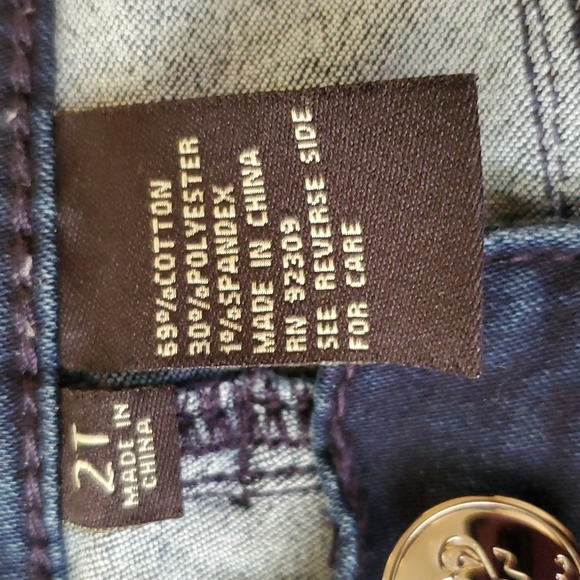 69%COTTON
30%POLYESTER
1%SPANDEX
MADE IN CHINA
RN 92309
SEE REVERSE SIDE
FOR CARE
2T
MADE IN
CHINA